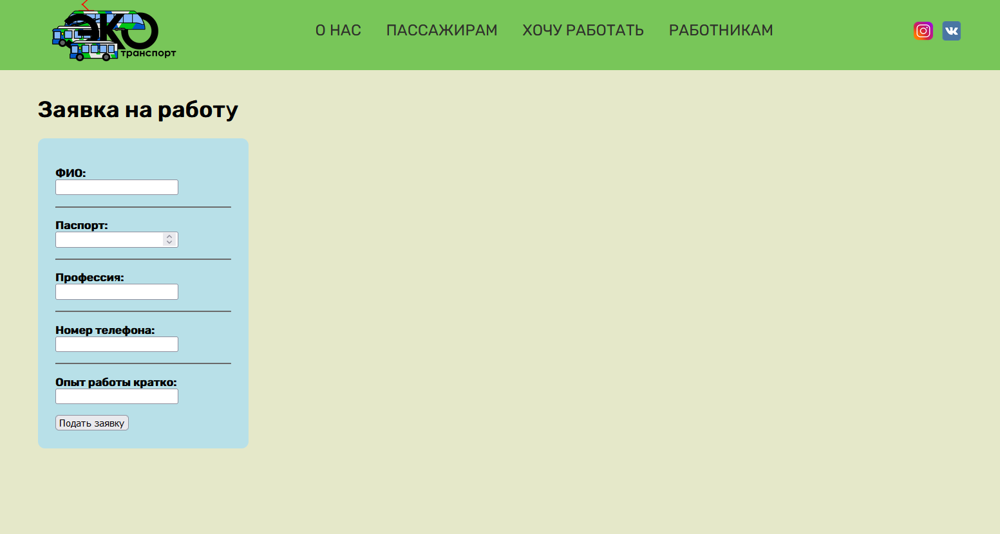 ЭКО
транспорт
О НАС ПАССАЖИРАМ ХОЧУ РАБОТАТЬ РАБОТНИКАМ
Заявка на работу
ФИО:
Паспорт:
Профессия:
Номер телефона:
Опыт работы кратко:
Подать заявку